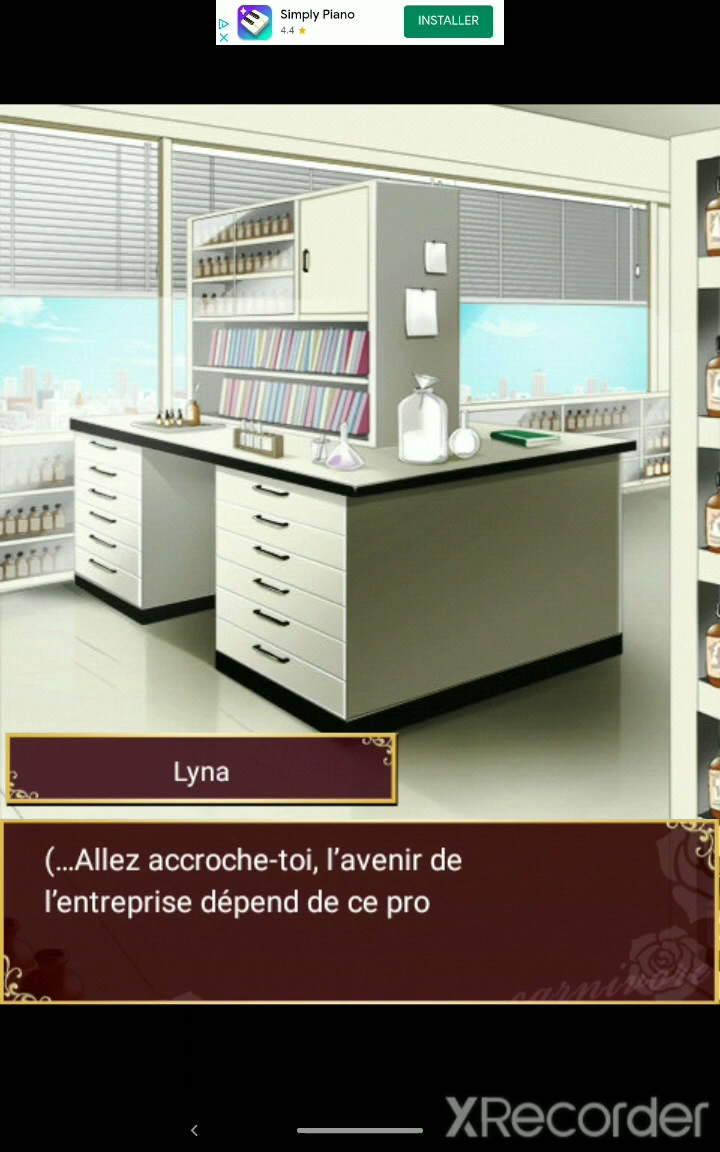 Simply Piano
4.4
INSTALLER
Lyna
(...Allez accroche-toi, l'avenir de
l'entreprise dépend de ce pro
XRecorder